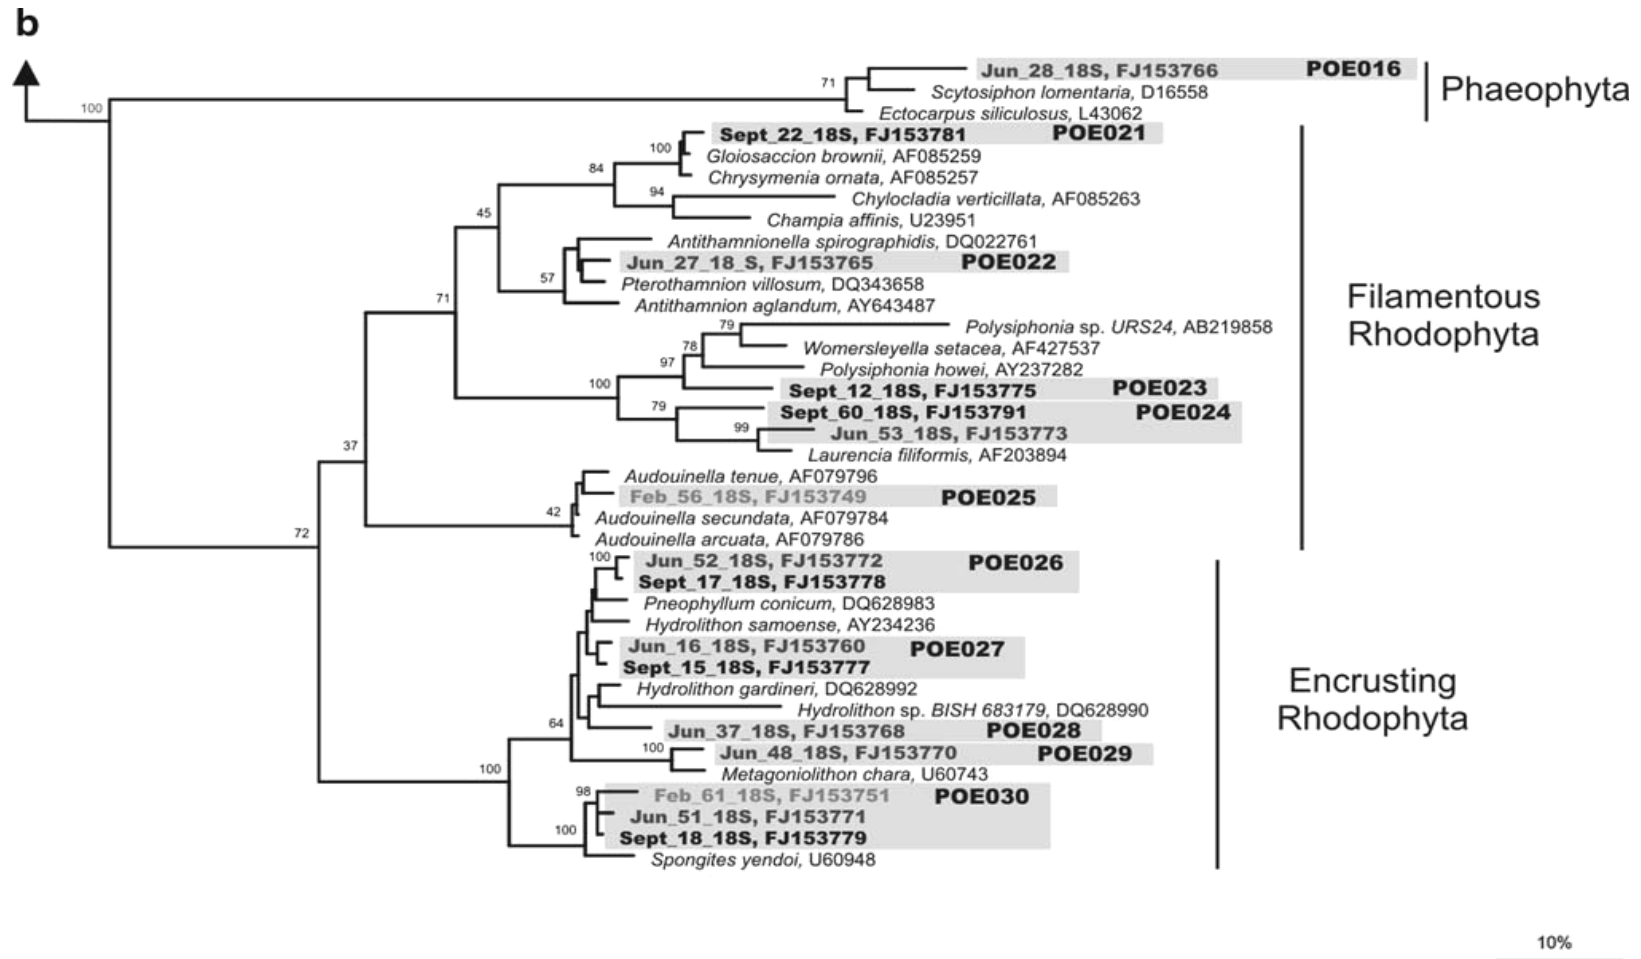 b
Jun_28_18S, FJ153766 POE016
71
Scytosiphon lomentaria, D16558
Phaeophyta
100
Ectocarpus siliculosus, L43062
Sept_22_18S, FJ153781 POE021
100
Gloiosaccion brownii, AF085259
84
Chrysymenia ornata, AF085257
94
Chylocladia verticillata, AF085263
45
Champia affinis, U23951
Antithamnionella spirographidis, DQ022761
Jun_27_18_S, FJ153765 POE022
57
Pterothamnion villosum, DQ343658
71
Antithamnion aglandum, AY643487
Filamentous
Rhodophyta
79
Polysiphonia sp. URS24, AB219858
78
Womersleyella setacea, AF427537
97
Polysiphonia howei, AY237282
100
Sept_12_18S, FJ153775 POE023
79
Sept_60_18S, FJ153791 POE024
99
Jun_53_18S, FJ153773
37
Laurencia filiformis, AF203894
Audouinella tenue, AF079796
Feb_56_18S, FJ153749 POE025
42
Audouinella secundata, AF079784
72
Audouinella arcuata, AF079786
100
Jun_52_18S, FJ153772 POE026
Sept_17_18S, FJ153778
Pneophyllum conicum, DQ628983
Hydrolithon samoense, AY234236
Jun_16_18S, FJ153760 POE027
Sept_15_18S, FJ153777
Encrusting
Rhodophyta
Hydrolithon gardineri, DQ628992
Hydrolithon sp. BISH 683179, DQ628990
64
Jun_37_18S, FJ153768 POE028
100
Jun_48_18S, FJ153770 POE029
100
Metagoniolithon chara, U60743
98
Feb_61_18S, FJ153751 POE030
Jun_51_18S, FJ153771
100
Sept_18_18S, FJ153779
Spongites yendoi, U60948
10%